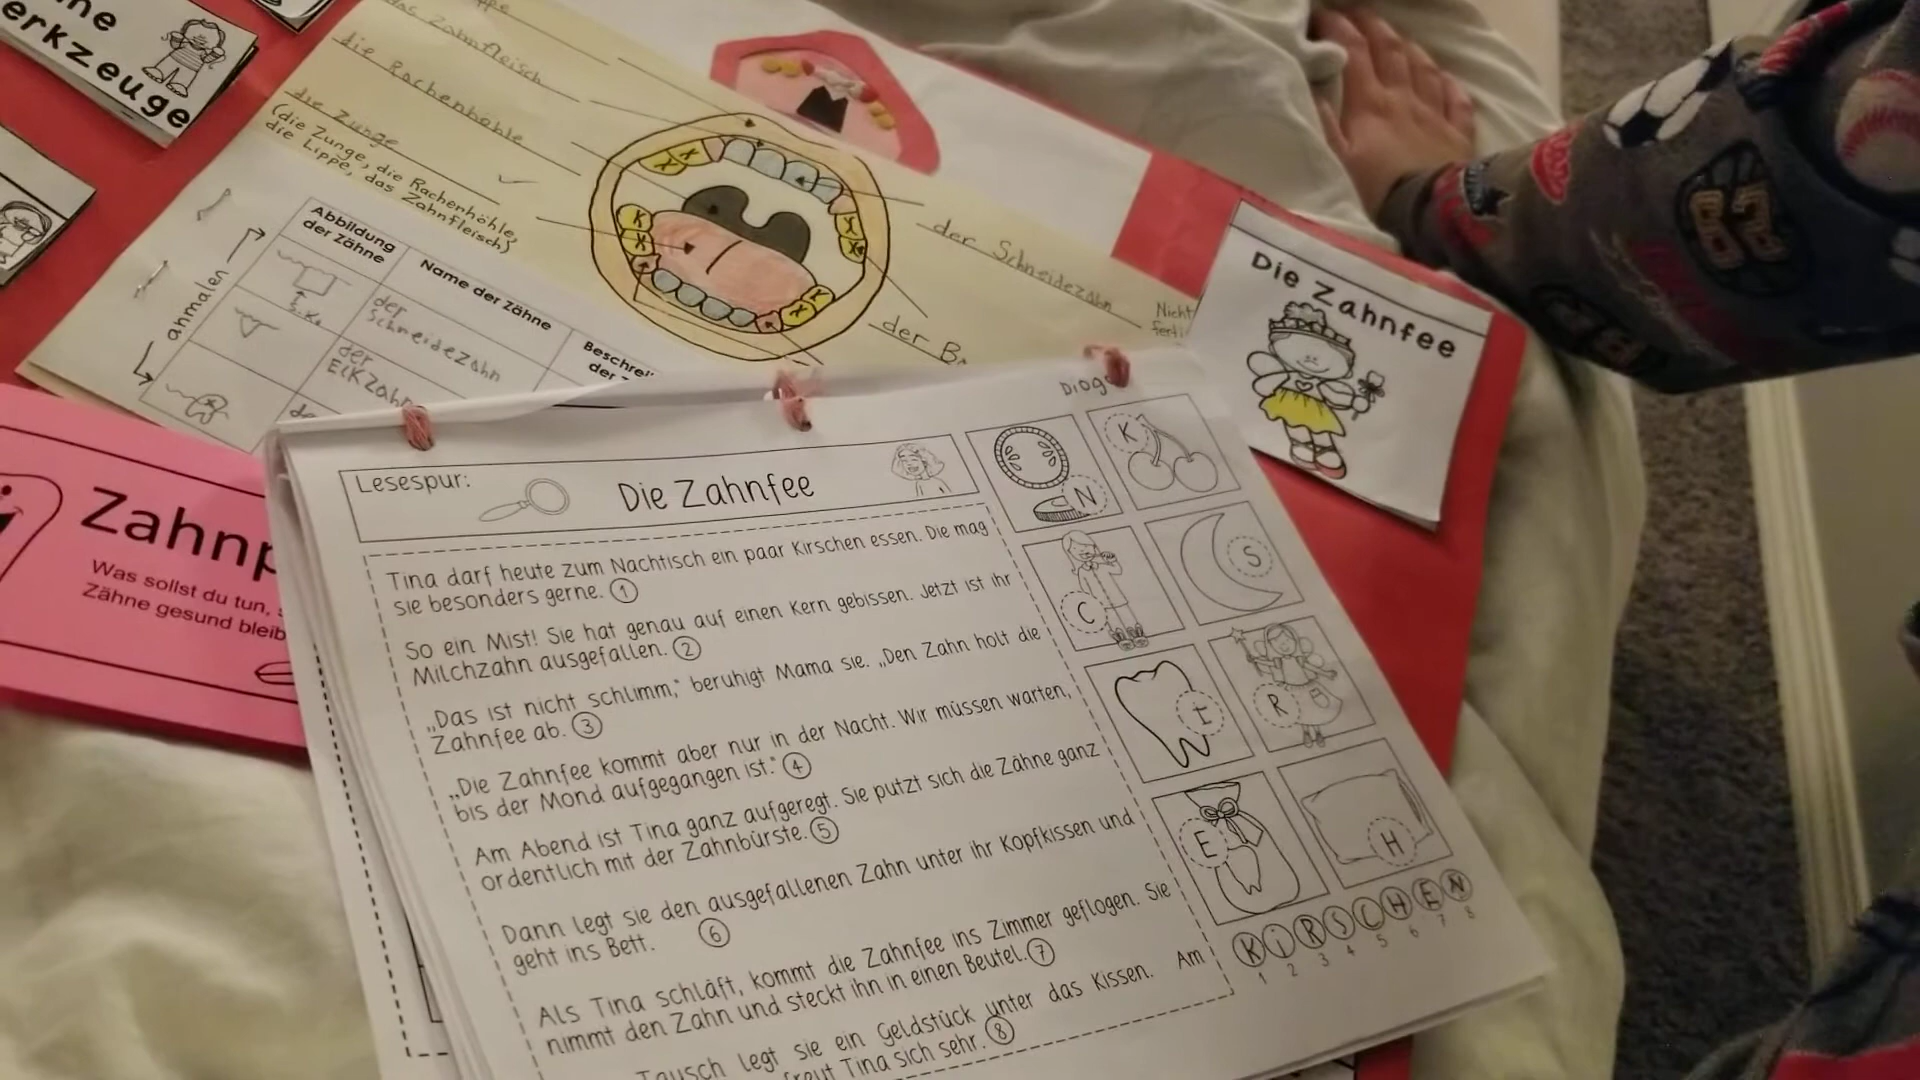 erkzeuge
das Zahnfleisch
die Rachenhöhle
die Zunge
(die Zunge, die Rachenhöhle,
die Lippe, das Zahnfleisch)
anmalen
Abbildung
der Zähne
Name der Zähne
der
Schneidezahn
der
Eckzahn
der Schneidezahn
Nicht
der
Die Zahnfee
Was sollst du tun,
Zähne gesund
Diog
Lesespur:
Die Zahnfee
Tina darf heute zum Nachtisch ein paar Kirschen essen. Die mag
sie besonders gerne. 1
So ein Mist! Sie hat genau auf einen Kern gebissen. Jetzt ist ihr
Milchzahn ausgefallen. 2
„Das ist nicht schlimm," beruhigt Mama sie. „Den Zahn holt die
Zahnfee ab. 3
„Die Zahnfee kommt aber nur in der Nacht. Wir müssen warten,
bis der Mond aufgegangen ist." 4
Am Abend ist Tina ganz aufgeregt. Sie putzt sich die Zähne ganz
ordentlich mit der Zahnbürste. 5
Dann legt sie den ausgefallenen Zahn unter ihr Kopfkissen und
geht ins Bett. 6
Als Tina schläft, kommt die Zahnfee ins Zimmer geflogen. Sie
nimmt den Zahn und steckt ihn in einen Beutel. 7
Tausch legt sie ein Geldstück unter das Kissen. Am
freut Tina sich sehr. 8
N K
C S
I R
E H
K I R S C H E N
1 2 3 4 5 6 7 8